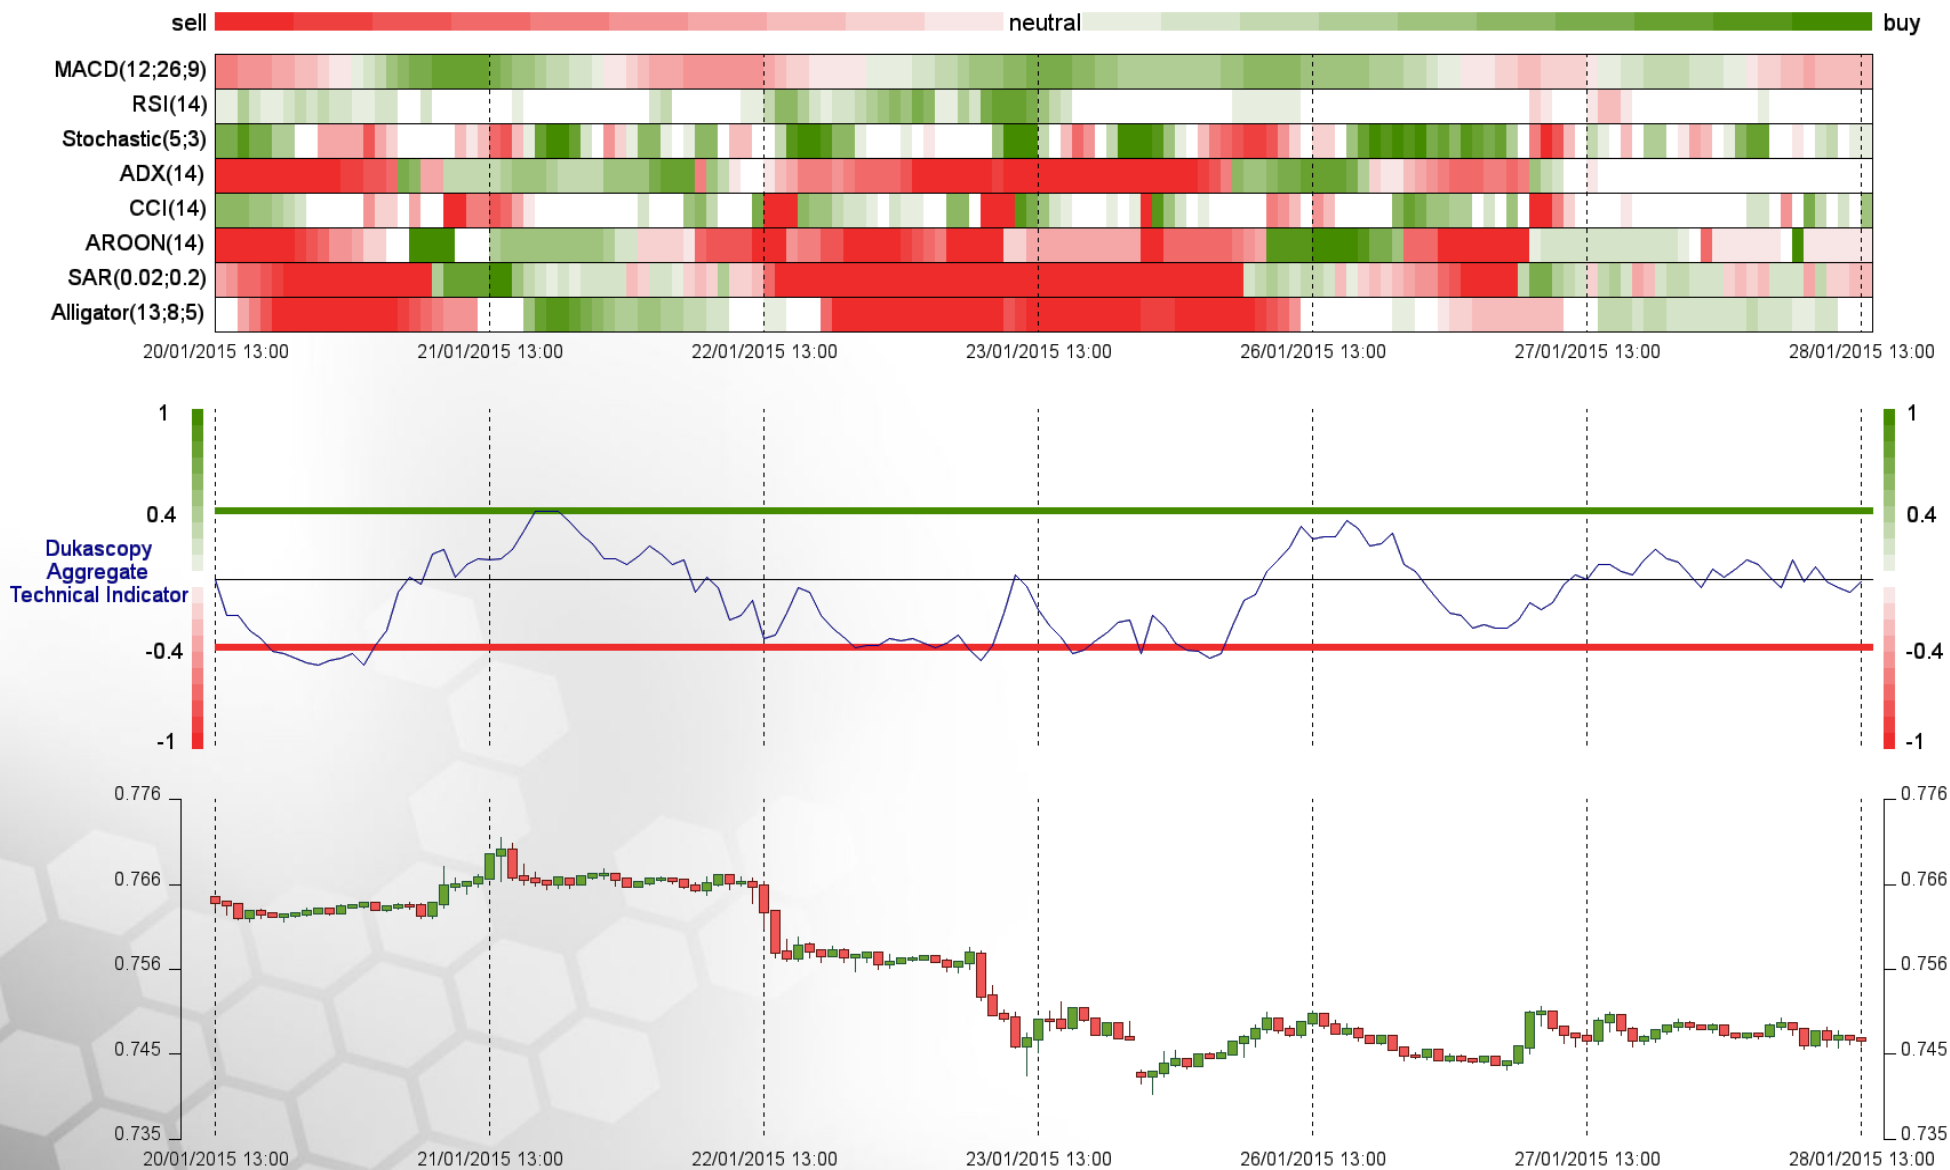 sell neutral buy
MACD(12;26;9)
RSI(14)
Stochastic(5;3)
ADX(14)
CCI(14)
AROON(14)
SAR(0.02;0.2)
Alligator(13;8;5)
20/01/2015 13:00 21/01/2015 13:00 22/01/2015 13:00 23/01/2015 13:00 26/01/2015 13:00 27/01/2015 13:00 28/01/2015 13:00
1 1
0.4 0.4
Dukascopy
Aggregate
Technical Indicator
-0.4 -0.4
-1 -1
0.776 0.776
0.766 0.766
0.756 0.756
0.745 0.745
0.735 0.735
20/01/2015 13:00 21/01/2015 13:00 22/01/2015 13:00 23/01/2015 13:00 26/01/2015 13:00 27/01/2015 13:00 28/01/2015 13:00